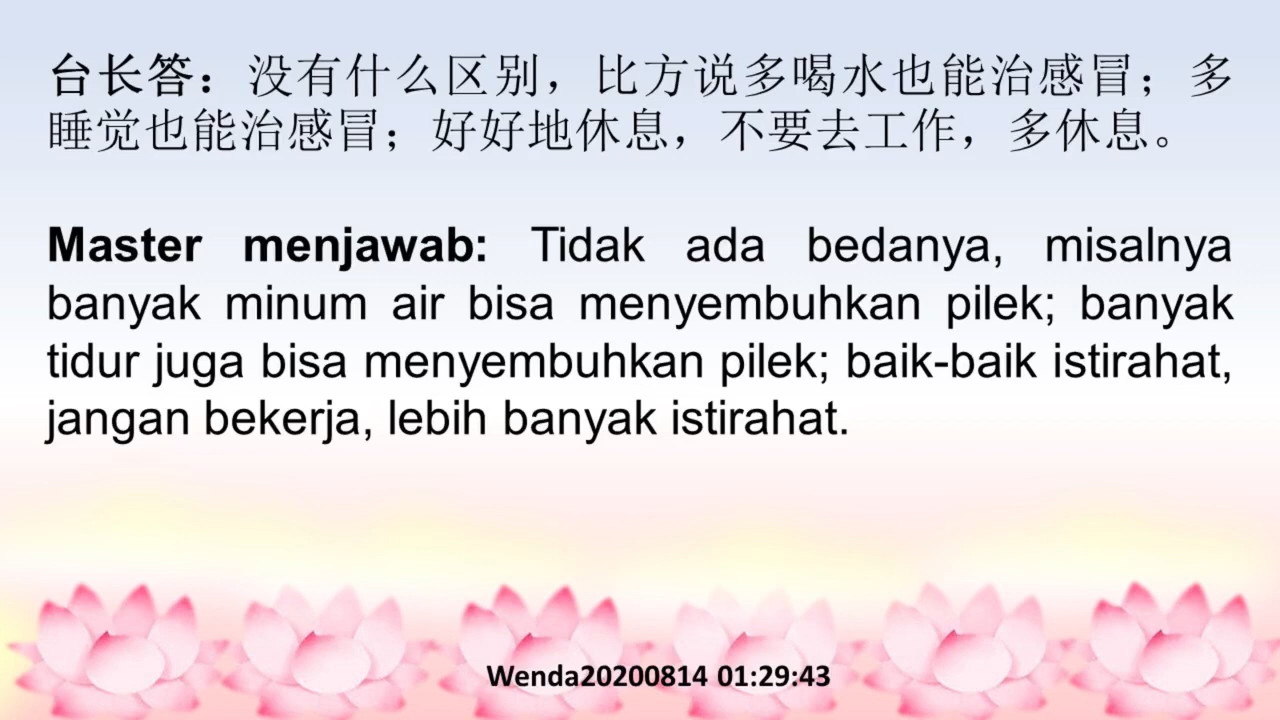 台长答：没有什么区别，比方说多喝水也能治感冒；多
睡觉也能治感冒；好好地休息，不要去工作，多休息。
Master menjawab: Tidak ada bedanya, misalnya
banyak minum air bisa menyembuhkan pilek; banyak
tidur juga bisa menyembuhkan pilek; baik-baik istirahat,
jangan bekerja, lebih banyak istirahat.
Wenda20200814 01:29:43